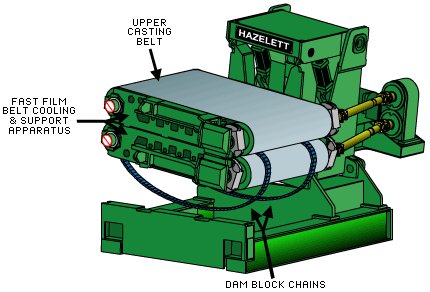 UPPER
CASTING
BELT
HAZELETT
FAST FILM
BELT COOLING
& SUPPORT
APPARATUS
DAM BLOCK CHAINS